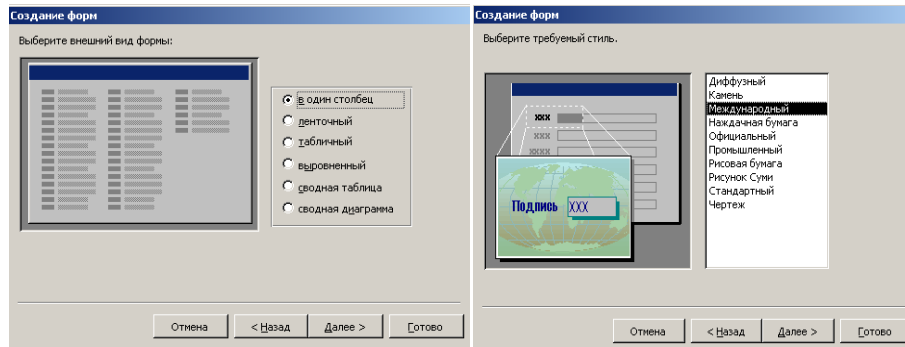 Создание форм
Выберите внешний вид формы:
в один столбец
ленточный
табличный
выровненный
сводная таблица
сводная диаграмма
Отмена
< Назад
Далее >
Готово
Создание форм
Выберите требуемый стиль.
xxx
xxx
xxxx
Подпись XXX
Диффузный
Камень
Международный
Наждачная бумага
Официальный
Промышленный
Рисовая бумага
Рисунок Суми
Стандартный
Чертеж
Отмена
< Назад
Далее >
Готово